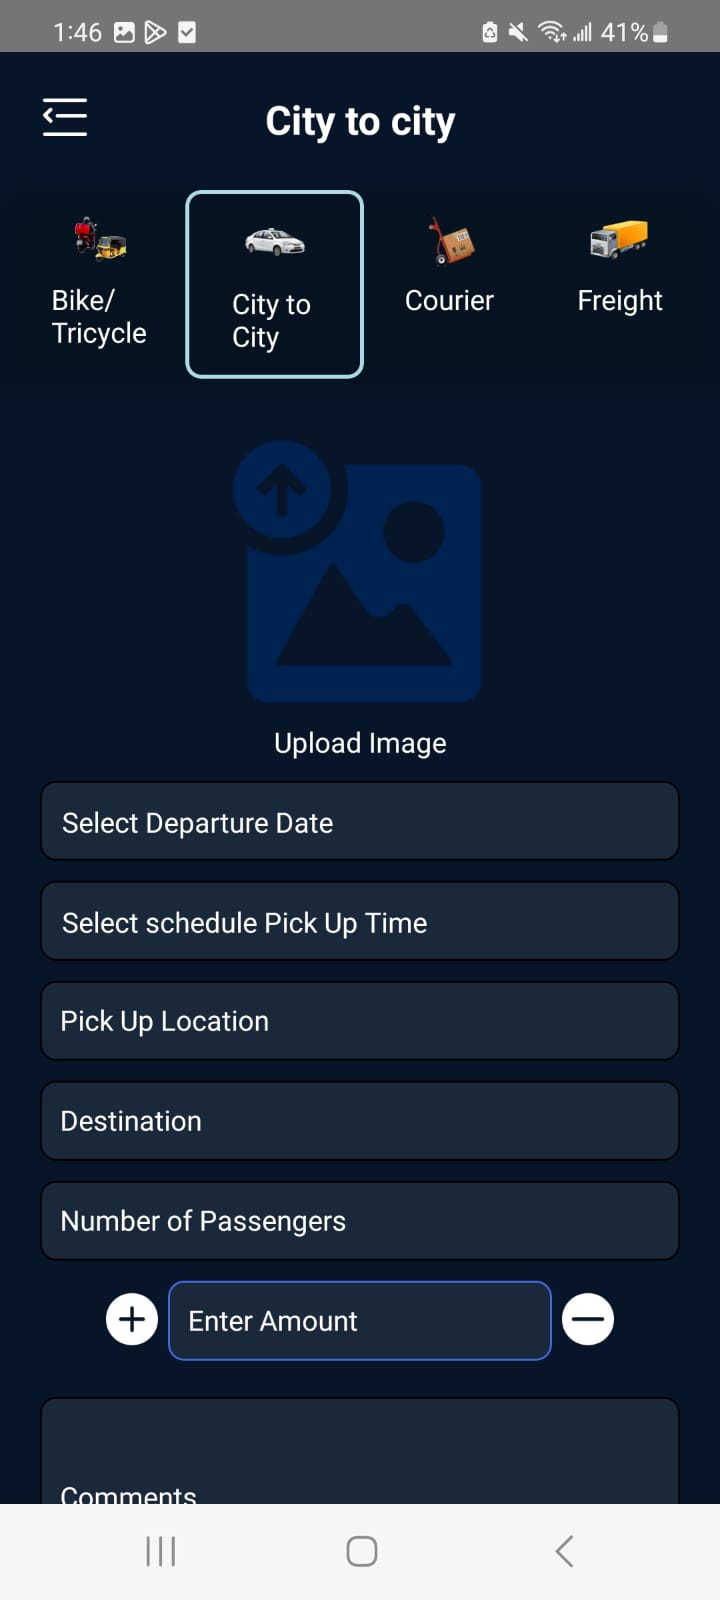 1:46
41%
City to city
Bike/
Tricycle
City to
City
Courier
Freight
Upload Image
Select Departure Date
Select schedule Pick Up Time
Pick Up Location
Destination
Number of Passengers
Enter Amount
Comments